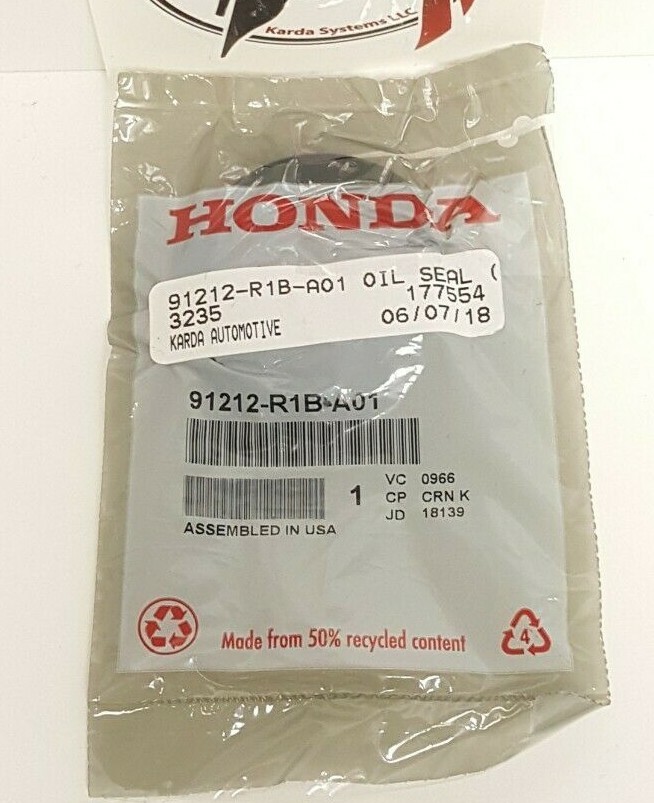 Karda Systems LLC
HONDA
91212-R1B-A01 OIL SEAL (
3235 177554
KARDA AUTOMOTIVE 06/07/18
91212-R1B-A01
1 VC 0966
CP CRN K
JD 18139
ASSEMBLED IN USA
Made from 50% recycled content
4